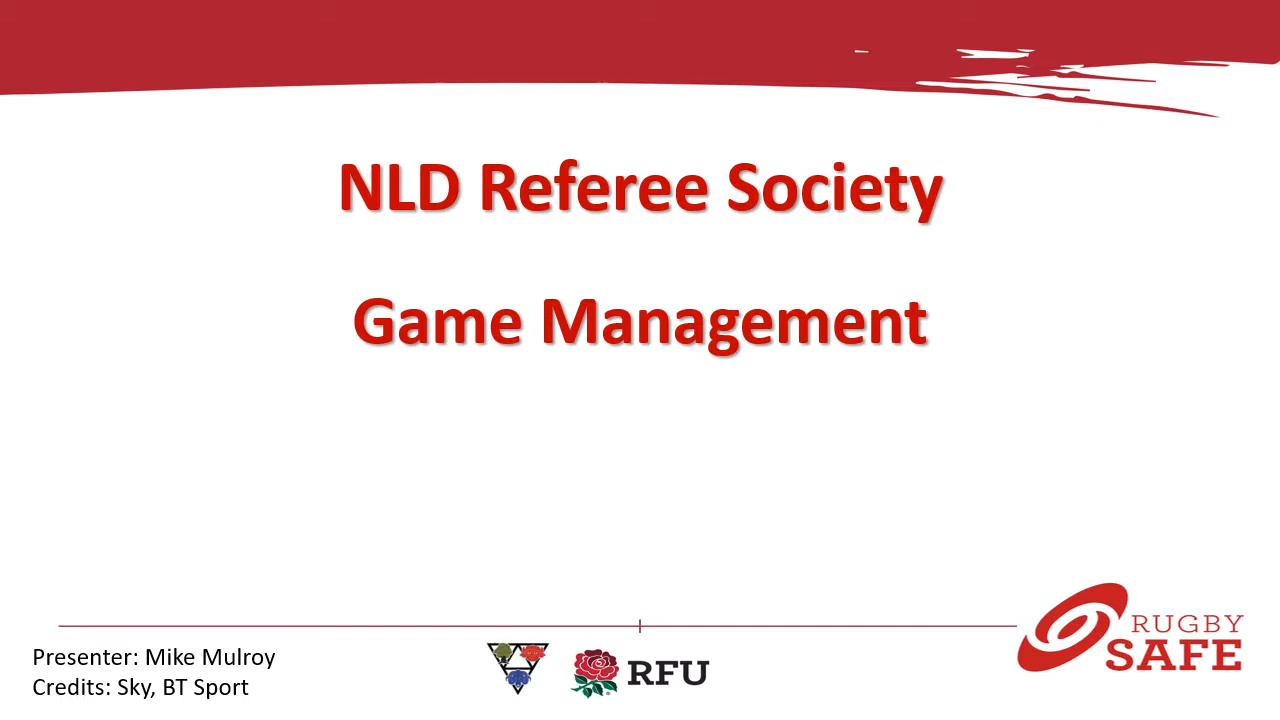 NLD Referee Society
Game Management
Presenter: Mike Mulroy
Credits: Sky, BT Sport
RFU
RUGBY
SAFE